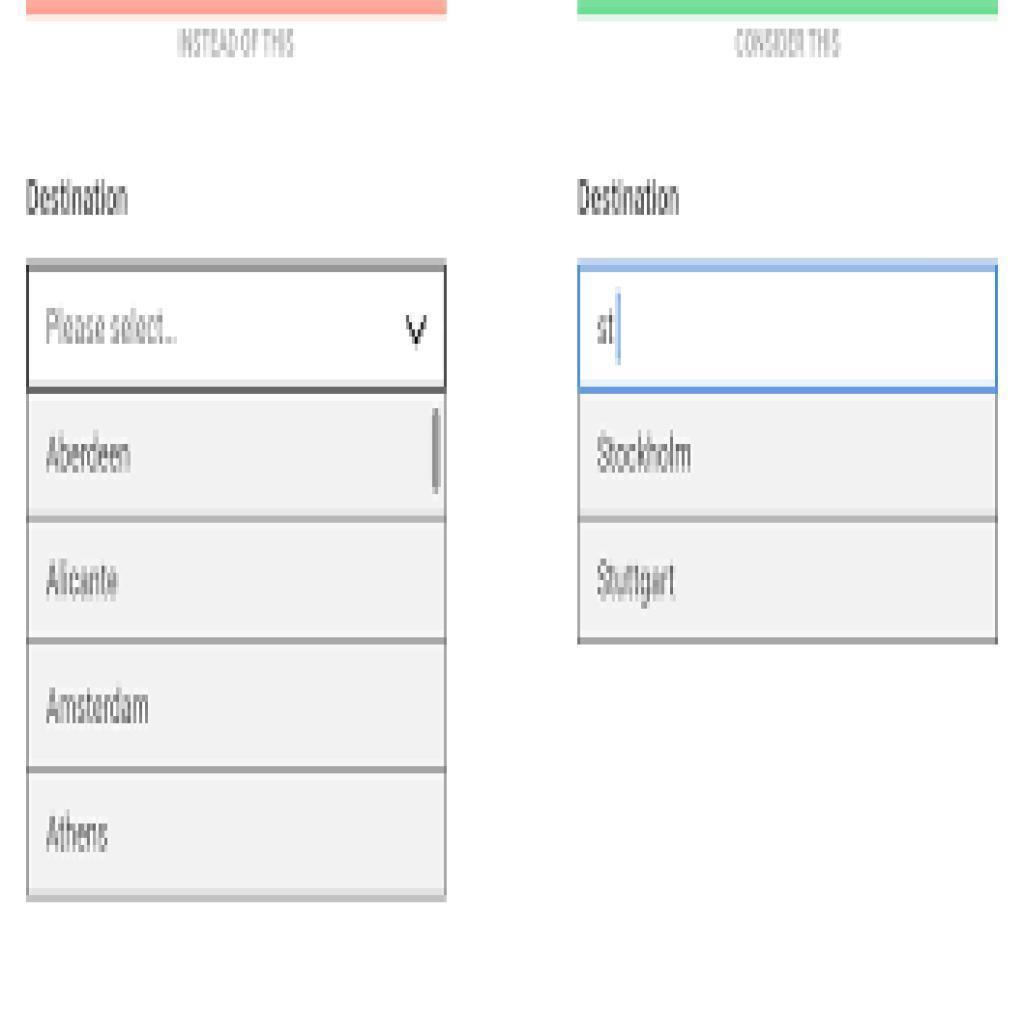 INSTEAD OF THIS
Destination
Please select...
Aberdeen
Alicante
Amsterdam
Athens
CONSIDER THIS
Destination
st
Stockholm
Stuttgart